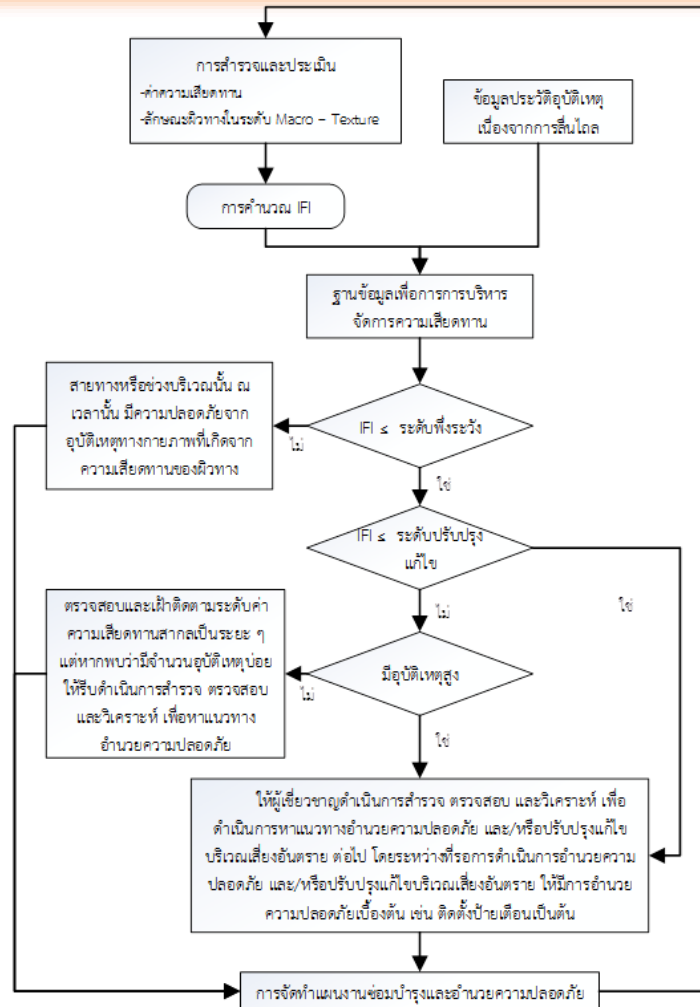 การสำรวจและประเมิน
-ค่าความเสียดทาน
-ลักษณะผิวทางในระดับ Macro – Texture
ข้อมูลประวัติอุบัติเหตุ
เนื่องจากการลื่นไถล
การคำนวณ IFI
ฐานข้อมูลเพื่อการการบริหาร
จัดการความเสียดทาน
สายทางหรือช่วงบริเวณนั้น ณ
เวลานั้น มีความปลอดภัยจาก
อุบัติเหตุทางกายภาพที่เกิดจาก
ความเสียดทานของผิวทาง
IFI ≤ ระดับพึงระวัง
ไม่
ใช่
IFI ≤ ระดับปรับปรุง
แก้ไข
ใช่
ไม่
ตรวจสอบและเฝ้าติดตามระดับค่า
ความเสียดทานสากลเป็นระยะ ๆ
แต่หากพบว่ามีจำนวนอุบัติเหตุบ่อย
ให้รีบดำเนินการสำรวจ ตรวจสอบ
และวิเคราะห์ เพื่อหาแนวทาง
อำนวยความปลอดภัย
มีอุบัติเหตุสูง
ไม่
ใช่
ให้ผู้เชี่ยวชาญดำเนินการสำรวจ ตรวจสอบ และวิเคราะห์ เพื่อ
ดำเนินการหาแนวทางอำนวยความปลอดภัย และ/หรือปรับปรุงแก้ไข
บริเวณเสี่ยงอันตราย ต่อไป โดยระหว่างที่รอการดำเนินการอำนวยความ
ปลอดภัย และ/หรือปรับปรุงแก้ไขบริเวณเสี่ยงอันตราย ให้มีการอำนวย
ความปลอดภัยเบื้องต้น เช่น ติดตั้งป้ายเตือนเป็นต้น
การจัดทำแผนงานซ่อมบำรุงและอำนวยความปลอดภัย